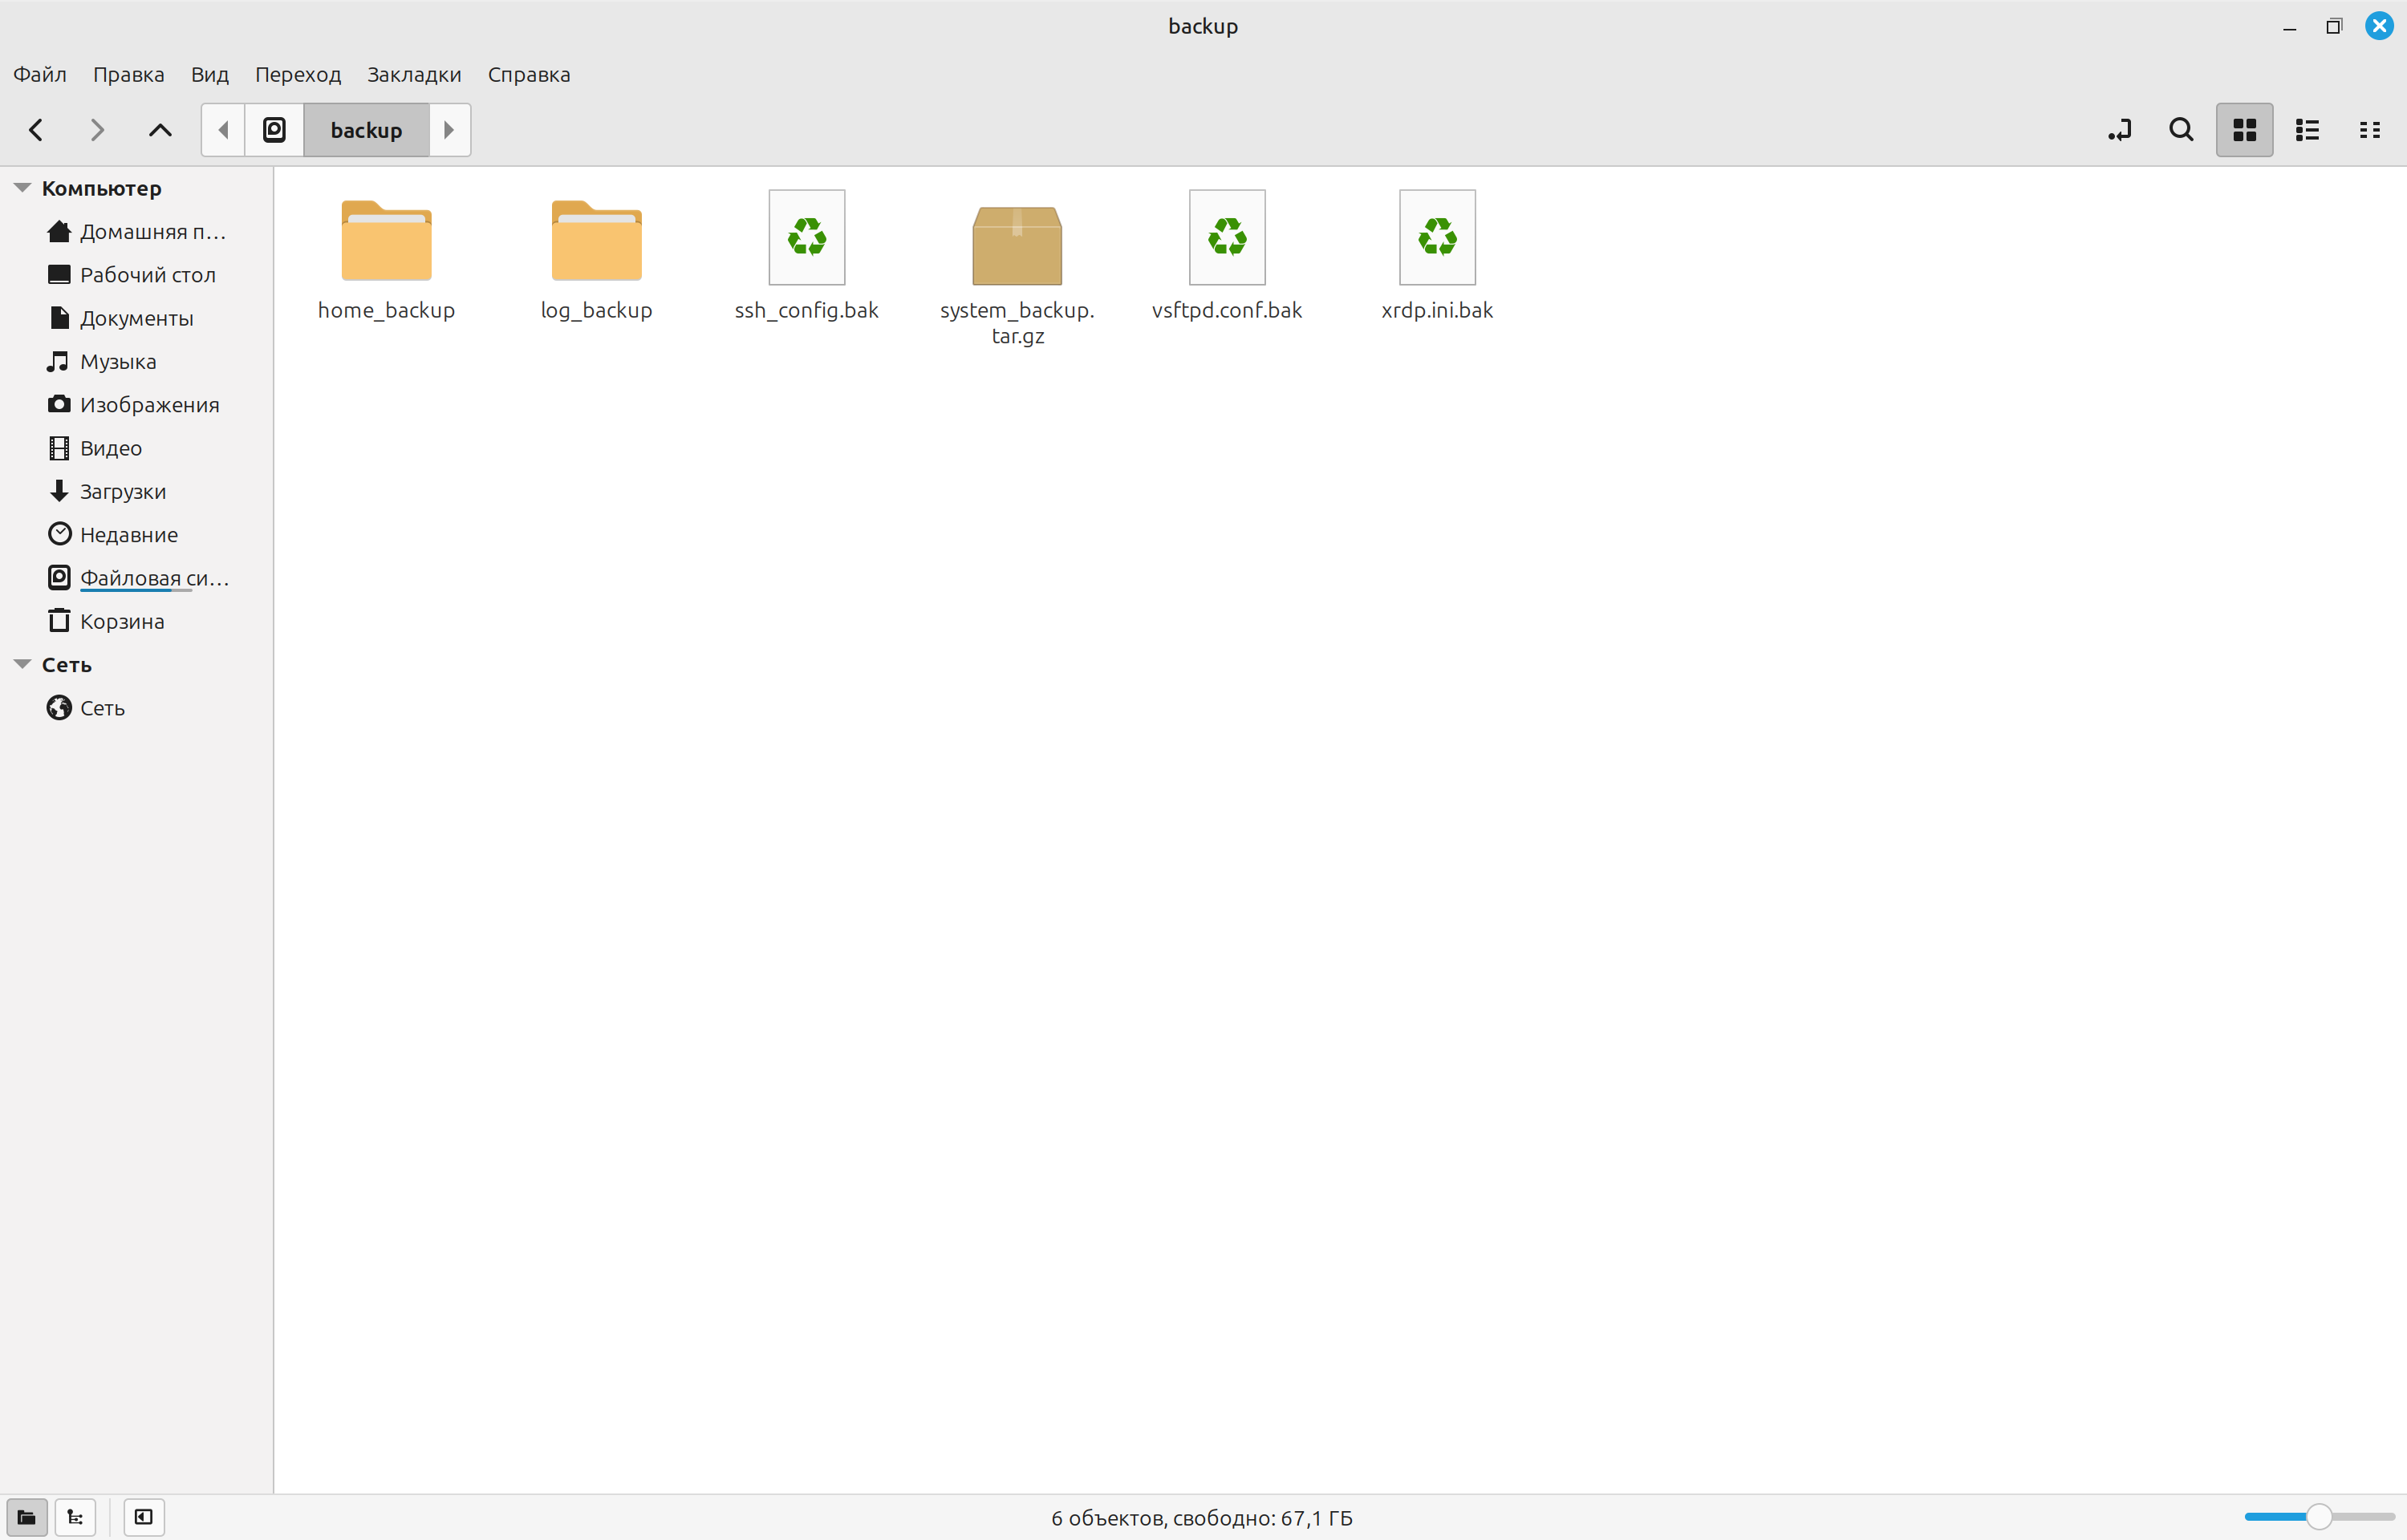 backup
Файл Правка Вид Переход Закладки Справка
backup
Компьютер
Домашняя п...
Рабочий стол
Документы
Музыка
Изображения
Видео
Загрузки
Недавние
Файловая си...
Корзина
Сеть
Сеть
home_backup
log_backup
ssh_config.bak
system_backup.
tar.gz
vsftpd.conf.bak
xrdp.ini.bak
6 объектов, свободно: 67,1 ГБ